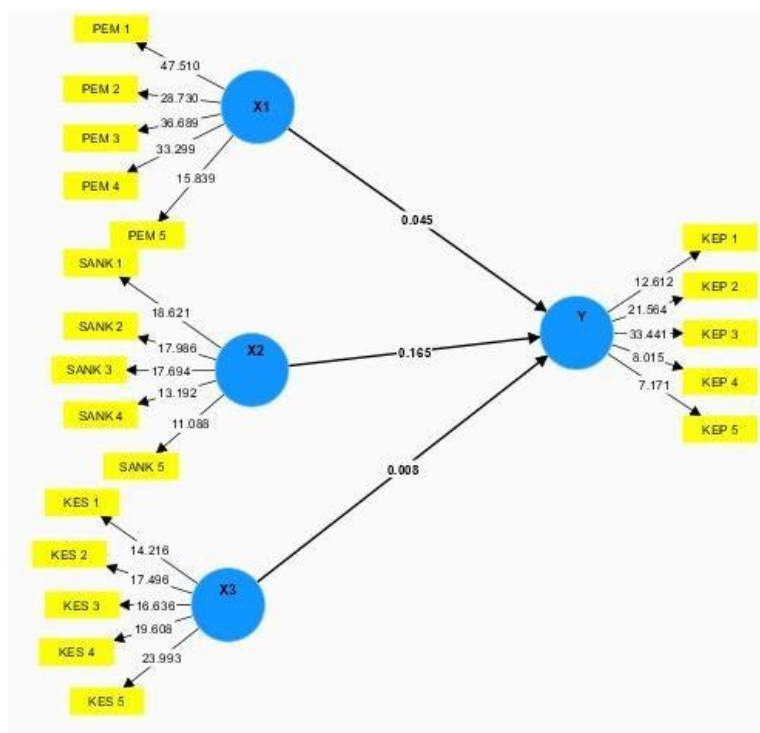 PEM 1
47.510
PEM 2
28.730
X1
PEM 3
36.689
33.299
PEM 4
15.839
PEM 5
0.045
SANK 1
18.621
SANK 2
17.986
X2
SANK 3
17.694
13.192
SANK 4
11.088
SANK 5
0.165
KES 1
14.216
KES 2
17.496
X3
KES 3
16.636
19.608
KES 4
23.993
KES 5
0.008
Y
KEP 1
12.612
KEP 2
21.564
KEP 3
33.441
8.015
KEP 4
7.171
KEP 5